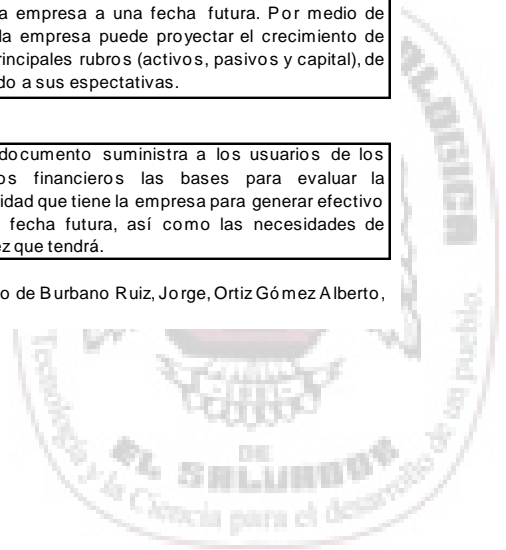 a empresa a una fecha futura. Por medio de
la empresa puede proyectar el crecimiento de
rincipales rubros (activos, pasivos y capital), de
do a sus espectativas.
documento suministra a los usuarios de los
os financieros las bases para evaluar la
idad que tiene la empresa para generar efectivo
fecha futura, así como las necesidades de
ez que tendrá.
o de Burbano Ruiz, Jorge, Ortiz Gómez Alberto,
DE
EL SALVADOR
Tecnología y la Ciencia para el desarrollo de un pueblo.